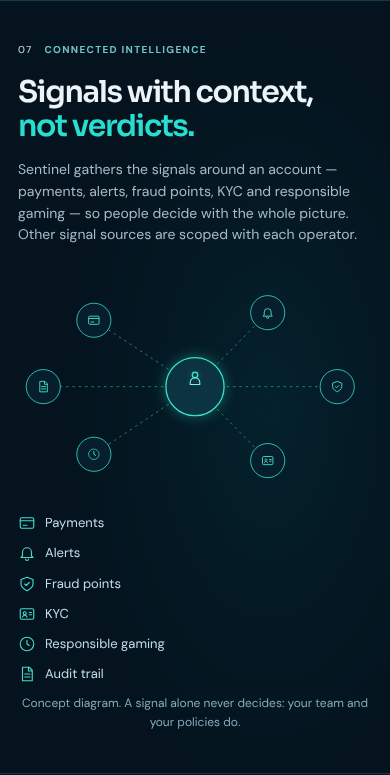 07 CONNECTED INTELLIGENCE
Signals with context,
not verdicts.
Sentinel gathers the signals around an account —
payments, alerts, fraud points, KYC and responsible
gaming — so people decide with the whole picture.
Other signal sources are scoped with each operator.
Payments
Alerts
Fraud points
KYC
Responsible gaming
Audit trail
Concept diagram. A signal alone never decides: your team and
your policies do.